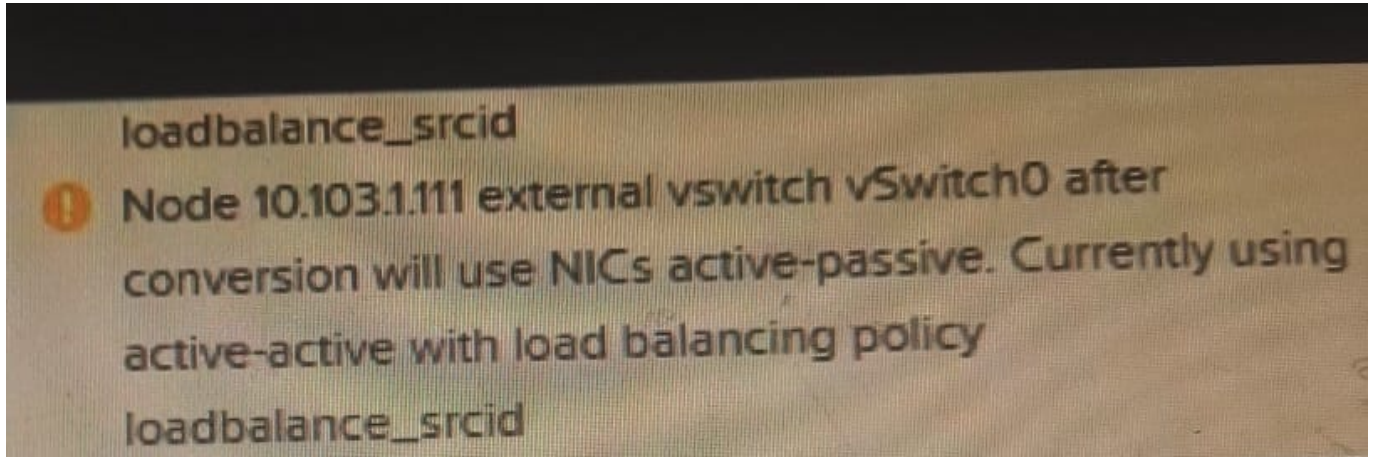 loadbalance_srcid
Node 10.103.1.111 external vswitch vSwitch0 after
conversion will use NICs active-passive. Currently using
active-active with load balancing policy
loadbalance_srcid